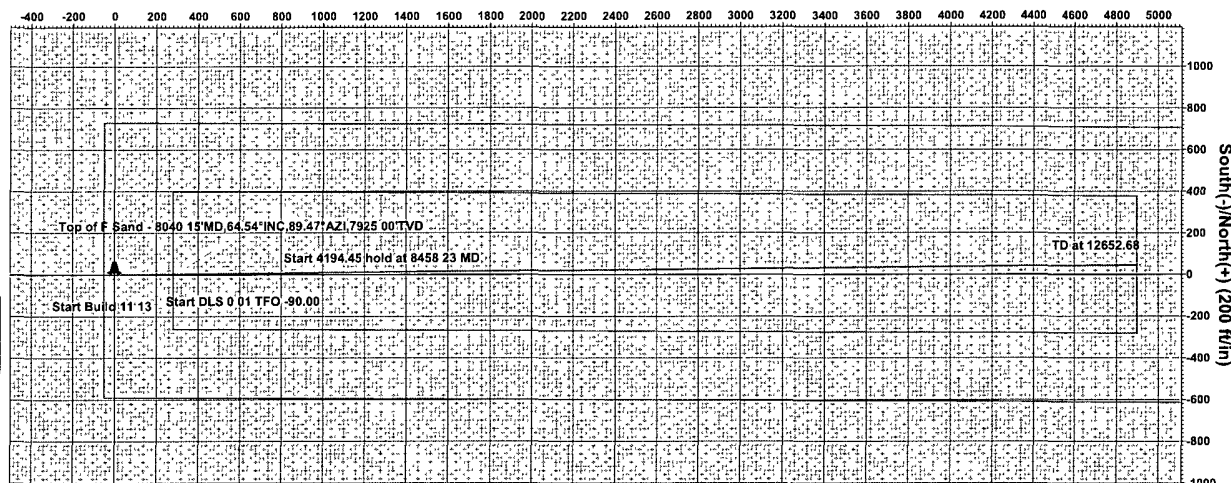 -400 -200 0 200 400 600 800 1000 1200 1400 1600 1800 2000 2200 2400 2600 2800 3000 3200 3400 3600 3800 4000 4200 4400 4600 4800 5000
1000
800
600
400
200
0
-200
-400
-600
-800
-1000
South(-)/North(+) (200 ft/in)
Top of F Sand - 8040 15'MD,64.54°INC,89.47°AZI,7925 00'TVD
TD at 12652.68
Start 4194.45 hold at 8458 23 MD
Start Build 11 13
Start DLS 0 01 TFO -90.00